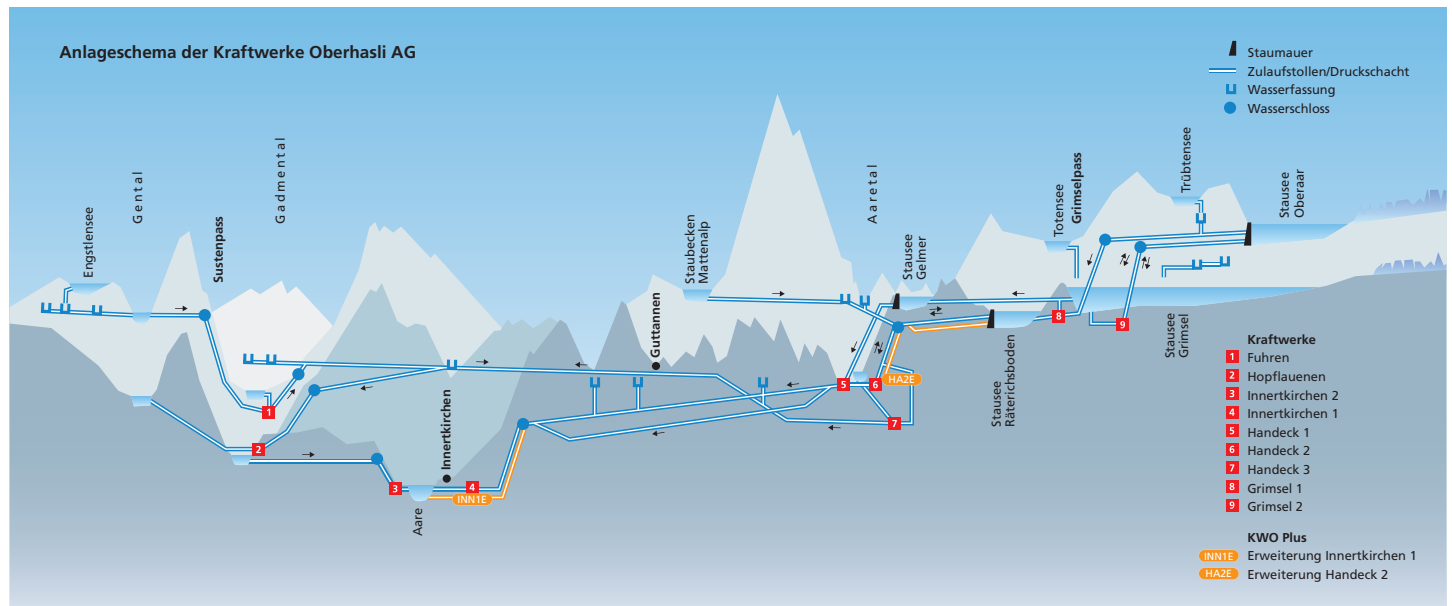 Anlageschema der Kraftwerke Oberhasli AG
Staumauer
Zulaufstollen/Druckschacht
Wasserfassung
Wasserschloss
Engstlensee
Gental
Sustenpass
Gadmental
Staubecken
Mattenalp
Aaretal
Stausee
Gelmer
Totensee
Grimselpass
Trübtensee
Stausee
Oberaar
Guttannen
Innertkirchen
Aare
Stausee
Räterichsboden
Stausee
Grimsel
1
2
3
4
INN1E
5
6
HA2E
7
8
9
Kraftwerke
1 Fuhren
2 Hopflauenen
3 Innertkirchen 2
4 Innertkirchen 1
5 Handeck 1
6 Handeck 2
7 Handeck 3
8 Grimsel 1
9 Grimsel 2
KWO Plus
INN1E Erweiterung Innertkirchen 1
HA2E Erweiterung Handeck 2